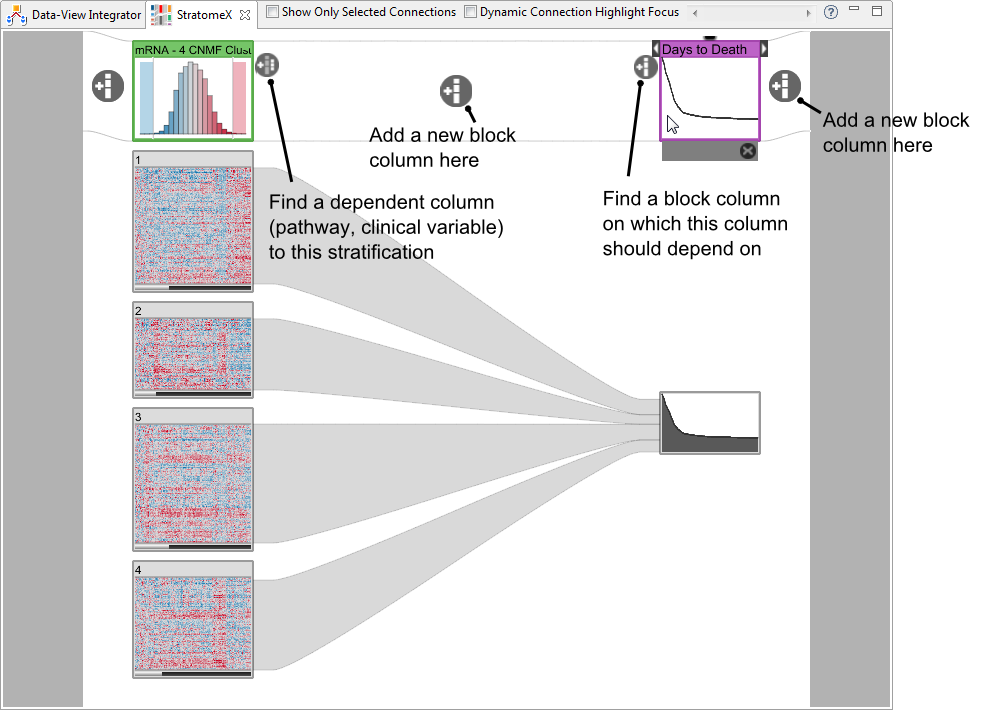 Data-View Integrator
StratomeX
Show Only Selected Connections
Dynamic Connection Highlight Focus
mRNA - 4 CNMF Clust
Days to Death
Add a new block
column here
Add a new block
column here
Find a dependent column
(pathway, clinical variable)
to this stratification
Find a block column
on which this column
should depend on
1
2
3
4